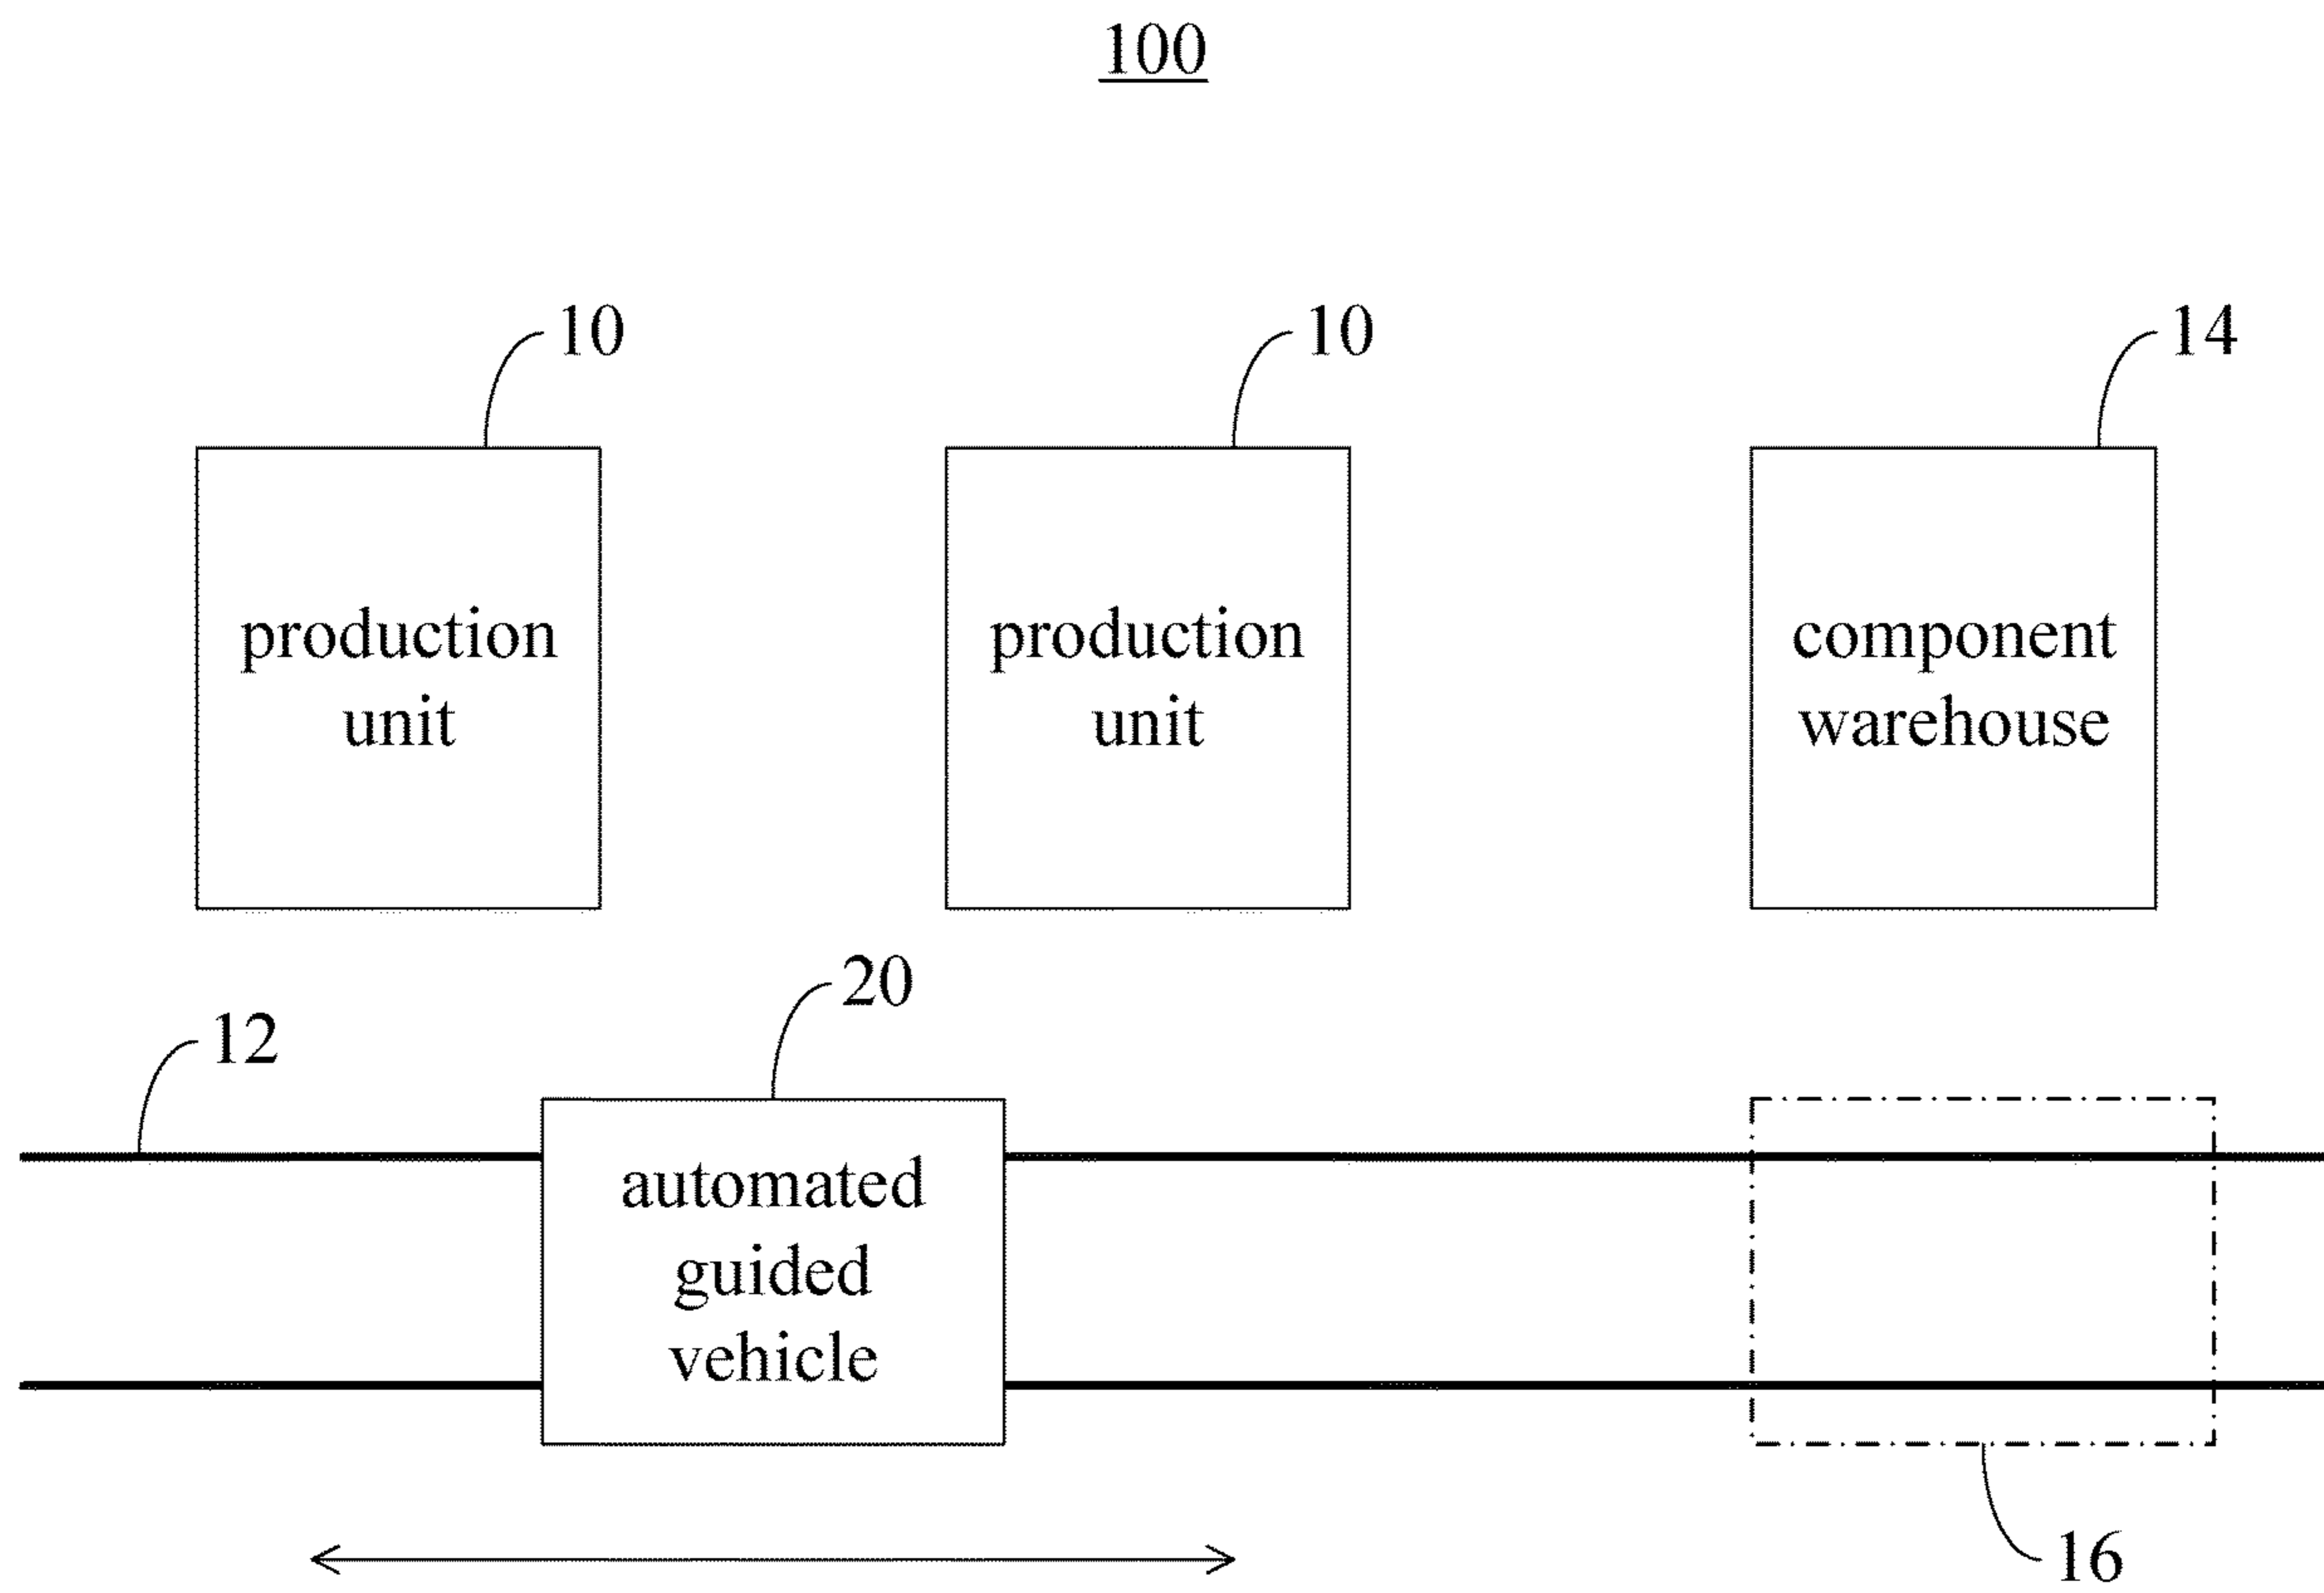 100
10
10
14
production
unit
production
unit
component
warehouse
20
12
automated
guided
vehicle
16